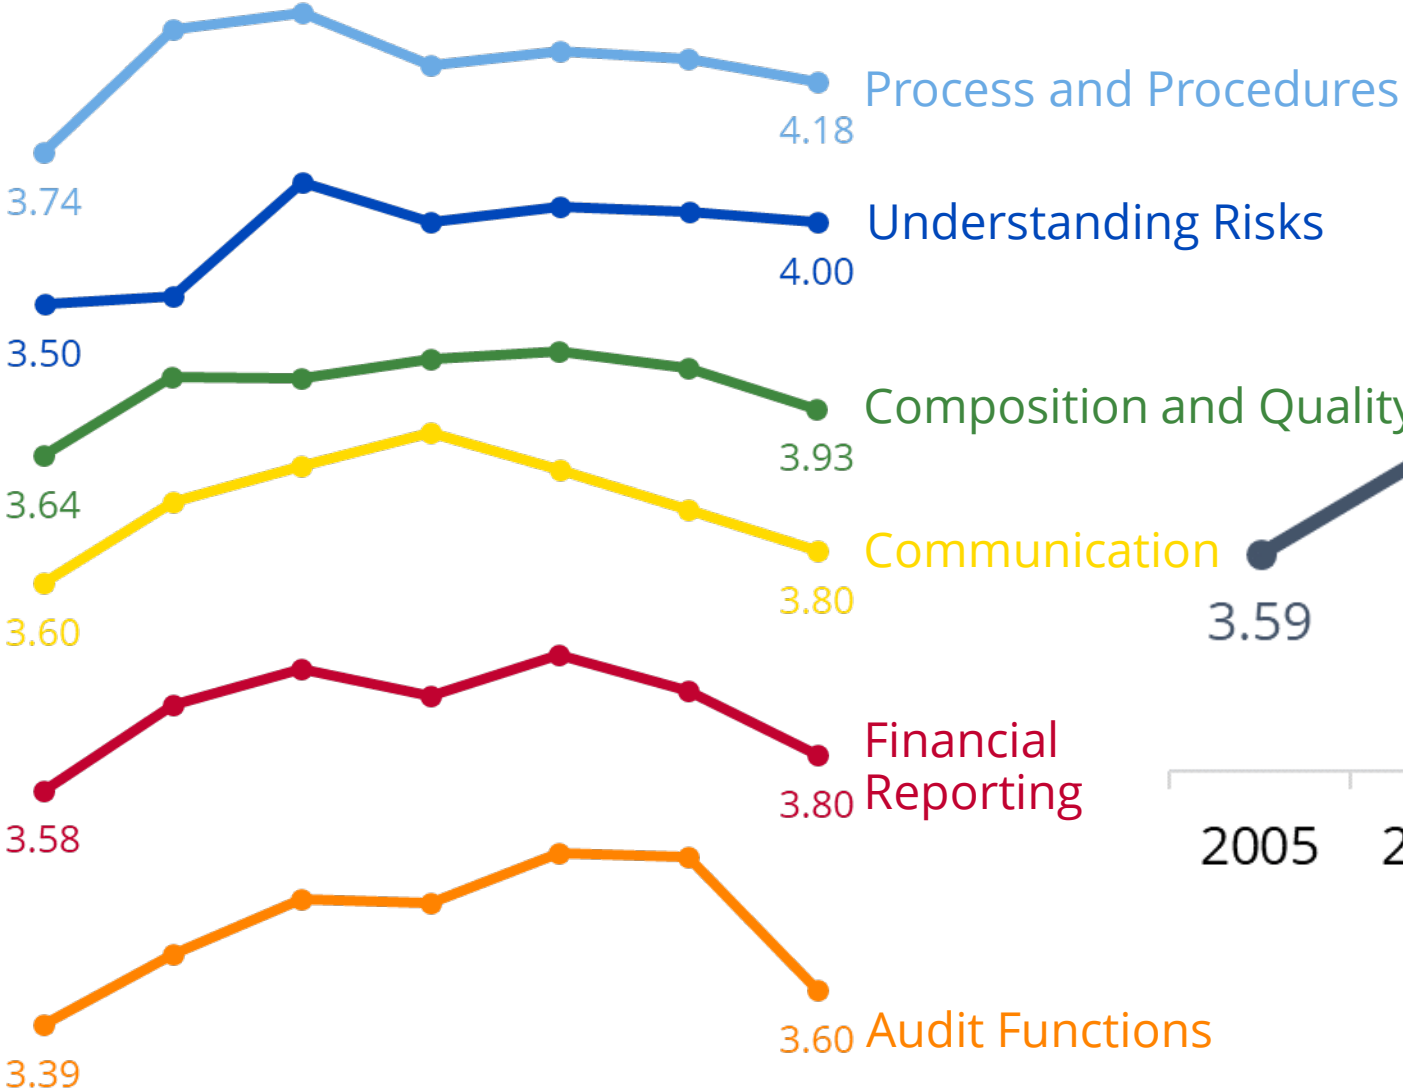 Process and Procedures
4.18
3.74
Understanding Risks
4.00
3.50
Composition and Quality
3.93
3.64
Communication
3.80
3.60
3.59
Financial
Reporting
3.80
3.58
2005
2
Audit Functions
3.60
3.39